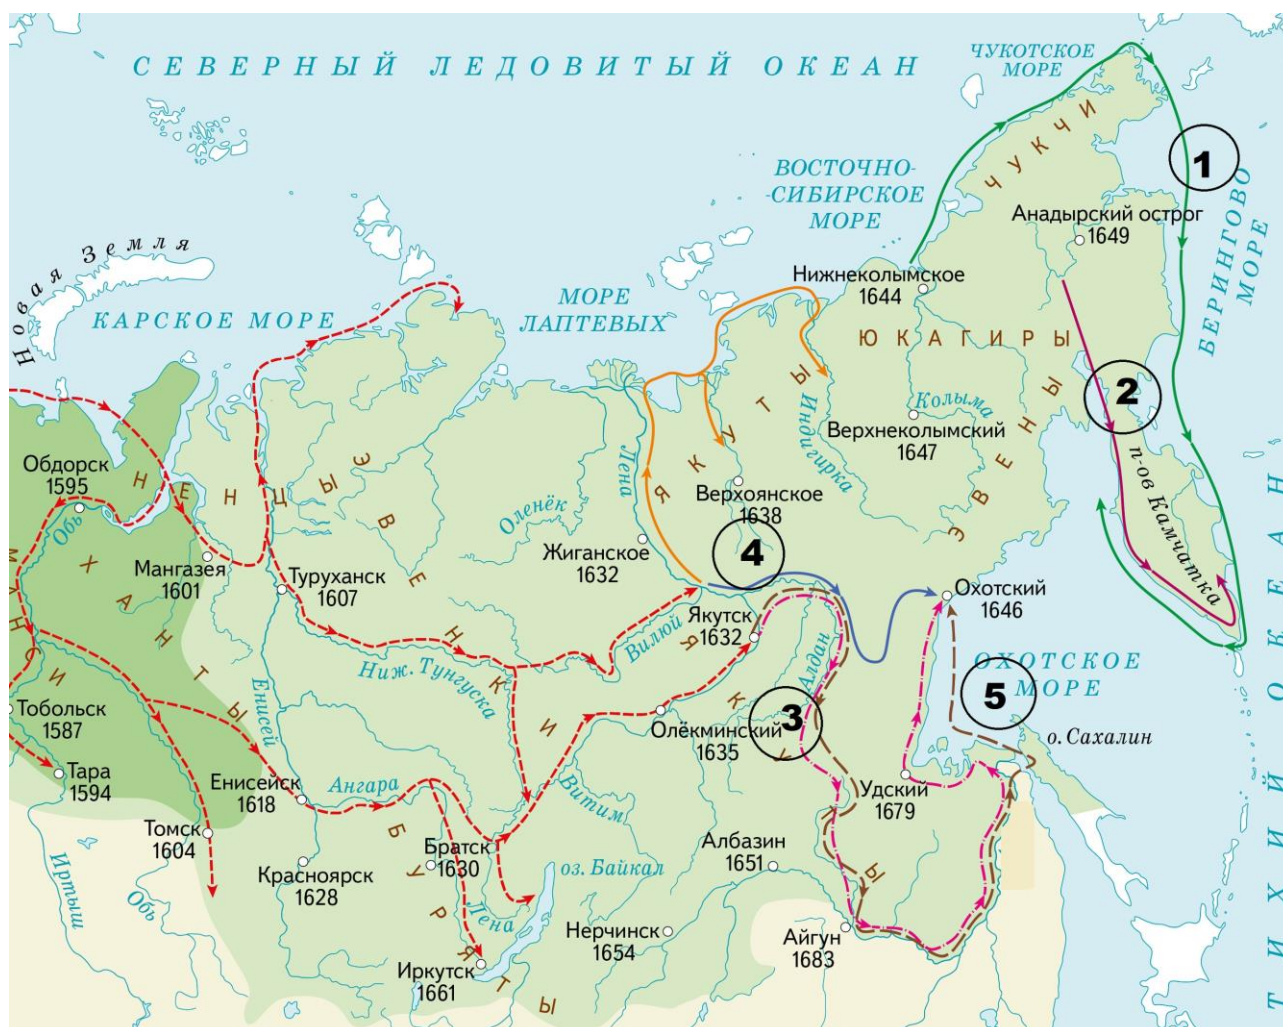 СЕВЕРНЫЙ ЛЕДОВИТЫЙ ОКЕАН
ЧУКОТСКОЕ
МОРЕ
ЧУКЧИ
1
ВОСТОЧНО-
-СИБИРСКОЕ
МОРЕ
Анадырский острог
1649
БЕРИНГОВО
МОРЕ
Новая Земля
Нижнеколымское
1644
КАРСКОЕ МОРЕ
МОРЕ
ЛАПТЕВЫХ
ЮКАГИРЫ
2
Колыма
Верхнеколымский
1647
Индигирка
ЯКУТЫ
ЭВЕНЫ
п-ов Камчатка
Обдорск
1595
Обь
НЕНЦЫ
ЭВЕНКИ
Лена
Оленёк
Верхоянское
1638
4
Жиганское
1632
Мангазея
1601
Туруханск
1607
ХАНТЫ
МАНСИ
Охотский
1646
Якутск
1632
Вилюй
Ниж. Тунгуска
Алдан
ОХОТСКОЕ
МОРЕ
5
о. Сахалин
ТИХИЙ ОКЕАН
Енисей
Тобольск
1587
Олёкминский
1635
3
ЯКУТЫ
Тара
1594
Енисейск
1618
Ангара
Витим
Удский
1679
Томск
1604
Братск
1630
БУРЯТЫ
Албазин
1651
Красноярск
1628
оз. Байкал
Иртыш
Обь
Лена
Нерчинск
1654
Айгун
1683
Иркутск
1661